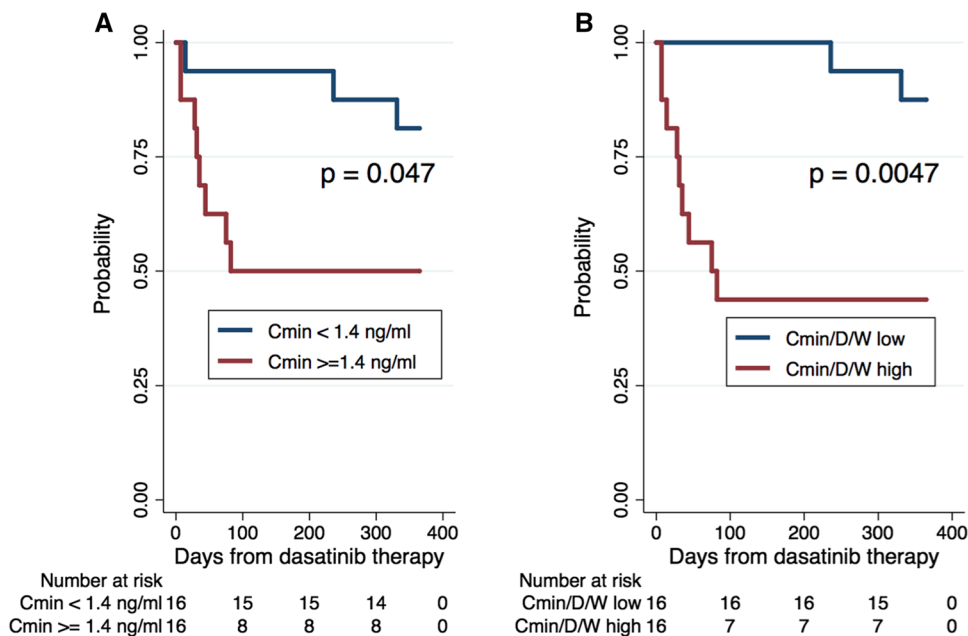 A
1.00
0.75
0.50
0.25
0.00
Probability
p = 0.047
Cmin < 1.4 ng/ml
Cmin >=1.4 ng/ml
0 100 200 300 400
Days from dasatinib therapy
Number at risk
Cmin < 1.4 ng/ml 16 15 15 14 0
Cmin >= 1.4 ng/ml 16 8 8 8 0
B
1.00
0.75
0.50
0.25
0.00
Probability
p = 0.0047
Cmin/D/W low
Cmin/D/W high
0 100 200 300 400
Days from dasatinib therapy
Number at risk
Cmin/D/W low 16 16 16 15 0
Cmin/D/W high 16 7 7 7 0